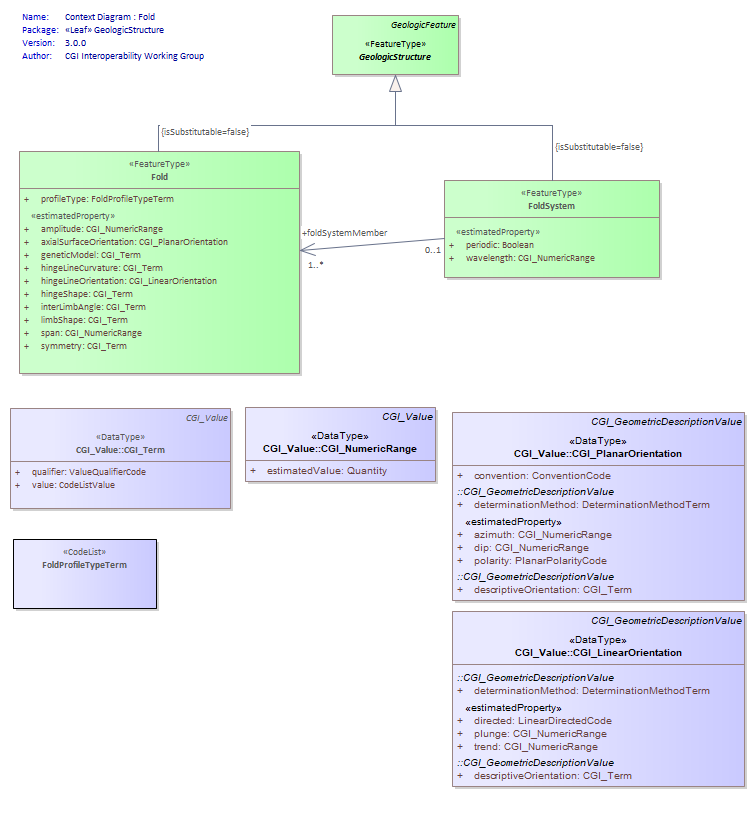 Name: Context Diagram : Fold
Package: «Leaf» GeologicStructure
Version: 3.0.0
Author: CGI Interoperability Working Group
GeologicFeature
«FeatureType»
GeologicStructure
{isSubstitutable=false}
{isSubstitutable=false}
«FeatureType»
Fold
+ profileType: FoldProfileTypeTerm
«estimatedProperty»
+ amplitude: CGI_NumericRange
+ axialSurfaceOrientation: CGI_PlanarOrientation
+ geneticModel: CGI_Term
+ hingeLineCurvature: CGI_Term
+ hingeLineOrientation: CGI_LinearOrientation
+ hingeShape: CGI_Term
+ interLimbAngle: CGI_Term
+ limbShape: CGI_Term
+ span: CGI_NumericRange
+ symmetry: CGI_Term
+foldSystemMember
1..*
0..1
«FeatureType»
FoldSystem
«estimatedProperty»
+ periodic: Boolean
+ wavelength: CGI_NumericRange
CGI_Value
«DataType»
CGI_Value::CGI_Term
+ qualifier: ValueQualifierCode
+ value: CodeListValue
CGI_Value
«DataType»
CGI_Value::CGI_NumericRange
+ estimatedValue: Quantity
CGI_GeometricDescriptionValue
«DataType»
CGI_Value::CGI_PlanarOrientation
+ convention: ConventionCode
::CGI_GeometricDescriptionValue
+ determinationMethod: DeterminationMethodTerm
«estimatedProperty»
+ azimuth: CGI_NumericRange
+ dip: CGI_NumericRange
+ polarity: PlanarPolarityCode
::CGI_GeometricDescriptionValue
+ descriptiveOrientation: CGI_Term
«CodeList»
FoldProfileTypeTerm
CGI_GeometricDescriptionValue
«DataType»
CGI_Value::CGI_LinearOrientation
::CGI_GeometricDescriptionValue
+ determinationMethod: DeterminationMethodTerm
«estimatedProperty»
+ directed: LinearDirectedCode
+ plunge: CGI_NumericRange
+ trend: CGI_NumericRange
::CGI_GeometricDescriptionValue
+ descriptiveOrientation: CGI_Term